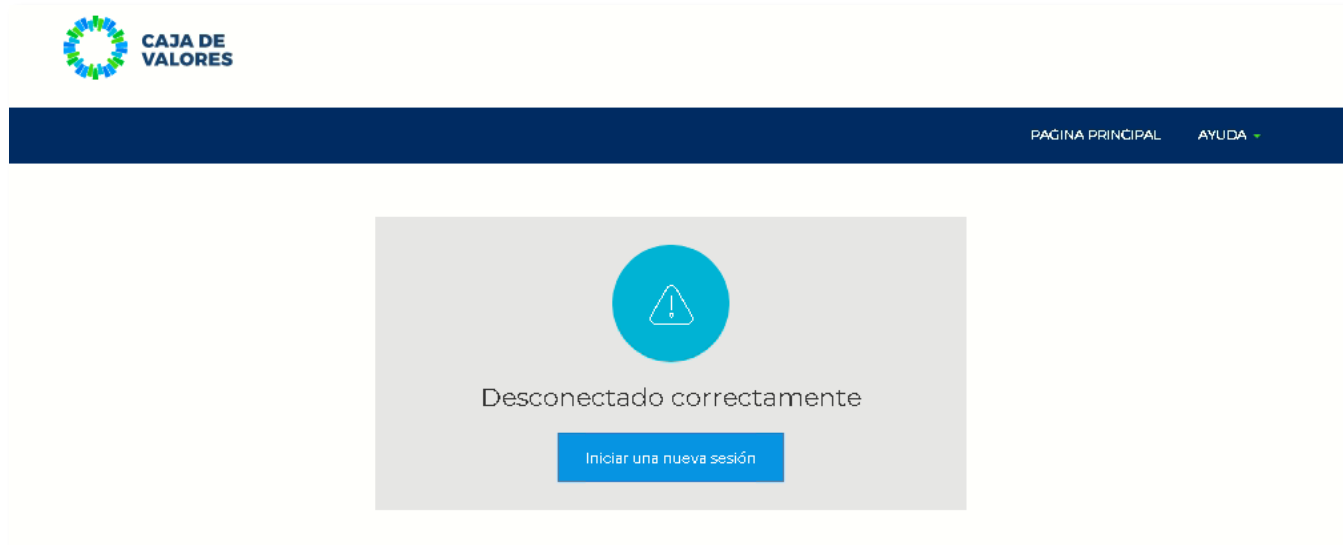 CAJA DE
VALORES
PAGINA PRINCIPAL AYUDA
Desconectado correctamente
Iniciar una nueva sesión